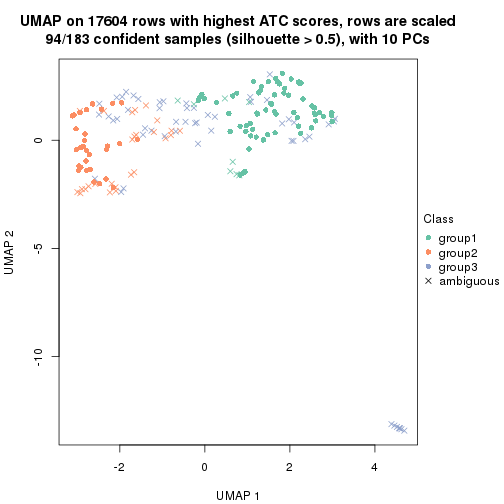 UMAP on 17604 rows with highest ATC scores, rows are scaled
94/183 confident samples (silhouette > 0.5), with 10 PCs
UMAP 2
0
-5
-10
-2
0
2
4
UMAP 1
Class
group1
group2
group3
ambiguous